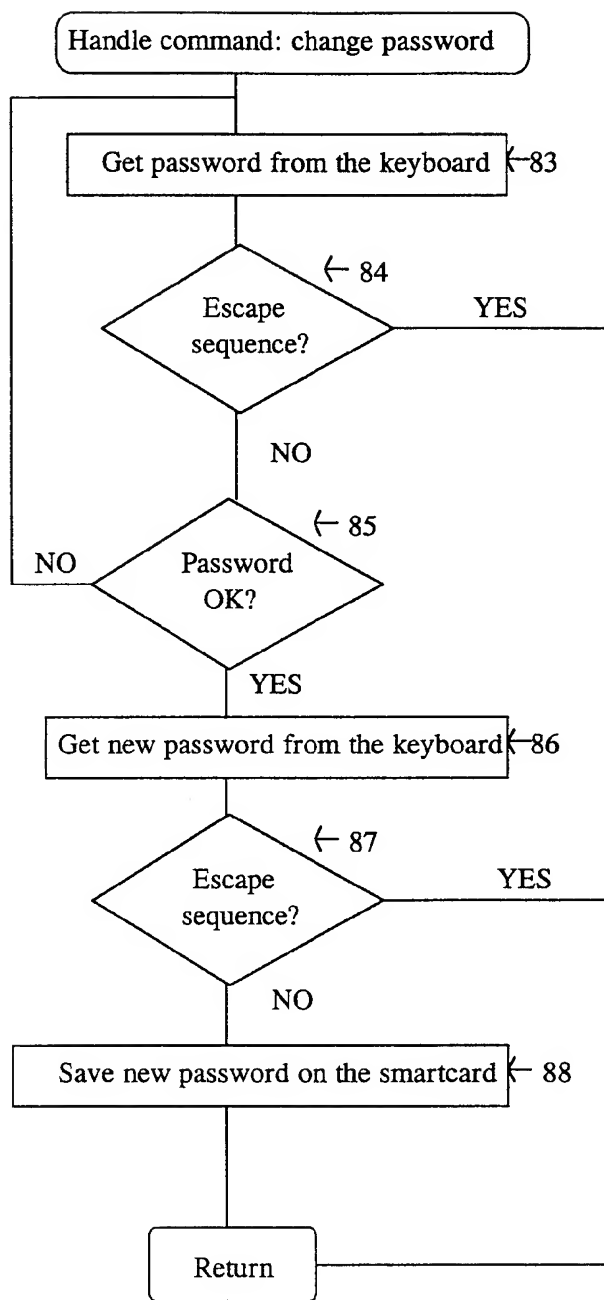 Handle command: change password
Get password from the keyboard
83
84
Escape
sequence?
YES
NO
85
NO
Password
OK?
YES
Get new password from the keyboard
86
87
Escape
sequence?
YES
NO
Save new password on the smartcard
88
Return